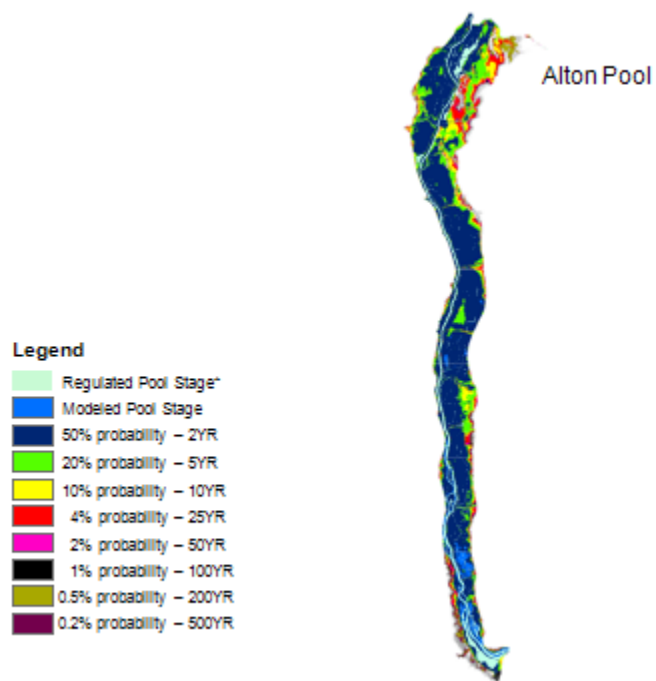 Alton Pool
Legend
Regulated Pool Stage*
Modeled Pool Stage
50% probability – 2YR
20% probability – 5YR
10% probability – 10YR
4% probability – 25YR
2% probability – 50YR
1% probability – 100YR
0.5% probability – 200YR
0.2% probability – 500YR